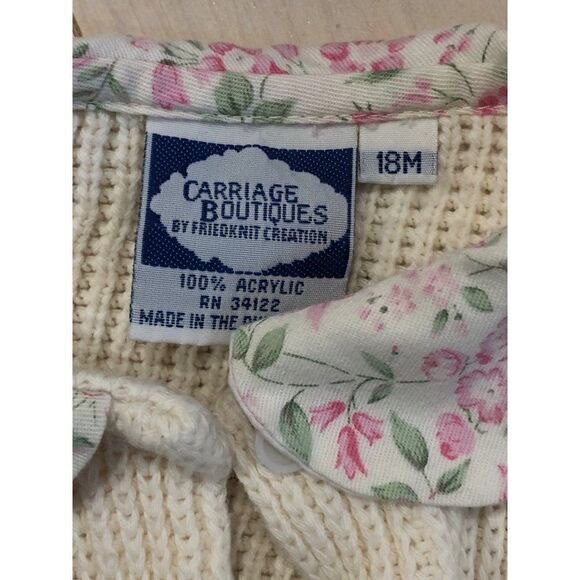 CARRIAGE
BOUTIQUES
BY FRIEDKNIT CREATION
100% ACRYLIC
RN 34122
MADE IN THE
18M